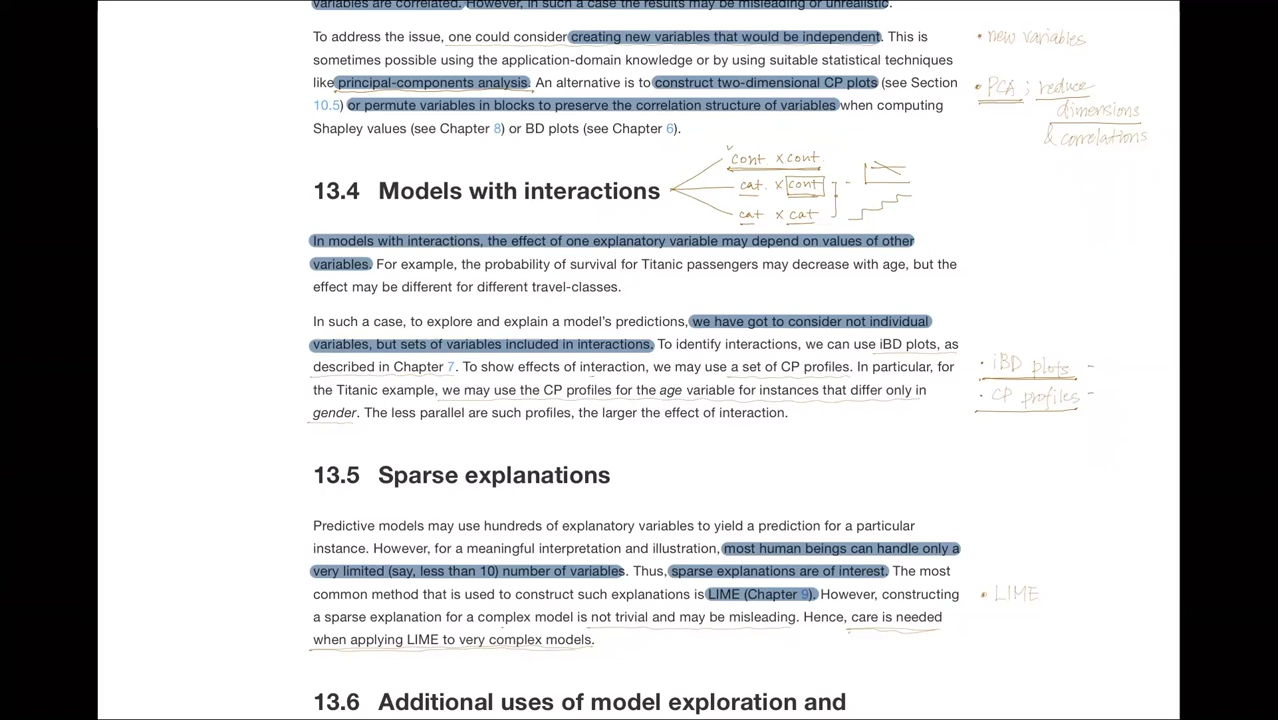 variables are correlated. However, in such a case the results may be misleading or unrealistic.
To address the issue, one could consider creating new variables that would be independent. This is
sometimes possible using the application-domain knowledge or by using suitable statistical techniques
like principal-components analysis. An alternative is to construct two-dimensional CP plots (see Section
10.5) or permute variables in blocks to preserve the correlation structure of variables when computing
Shapley values (see Chapter 8) or BD plots (see Chapter 6).
• new variables
• PCA ; reduce
dimensions
& correlations
13.4 Models with interactions
cont × cont
cat. × cont
cat × cat
In models with interactions, the effect of one explanatory variable may depend on values of other
variables. For example, the probability of survival for Titanic passengers may decrease with age, but the
effect may be different for different travel-classes.
In such a case, to explore and explain a model's predictions, we have got to consider not individual
variables, but sets of variables included in interactions. To identify interactions, we can use iBD plots, as
described in Chapter 7. To show effects of interaction, we may use a set of CP profiles. In particular, for
the Titanic example, we may use the CP profiles for the age variable for instances that differ only in
gender. The less parallel are such profiles, the larger the effect of interaction.
• iBD plots -
• CP profiles -
13.5 Sparse explanations
Predictive models may use hundreds of explanatory variables to yield a prediction for a particular
instance. However, for a meaningful interpretation and illustration, most human beings can handle only a
very limited (say, less than 10) number of variables. Thus, sparse explanations are of interest. The most
common method that is used to construct such explanations is LIME (Chapter 9). However, constructing
a sparse explanation for a complex model is not trivial and may be misleading. Hence, care is needed
when applying LIME to very complex models.
• LIME
13.6 Additional uses of model exploration and